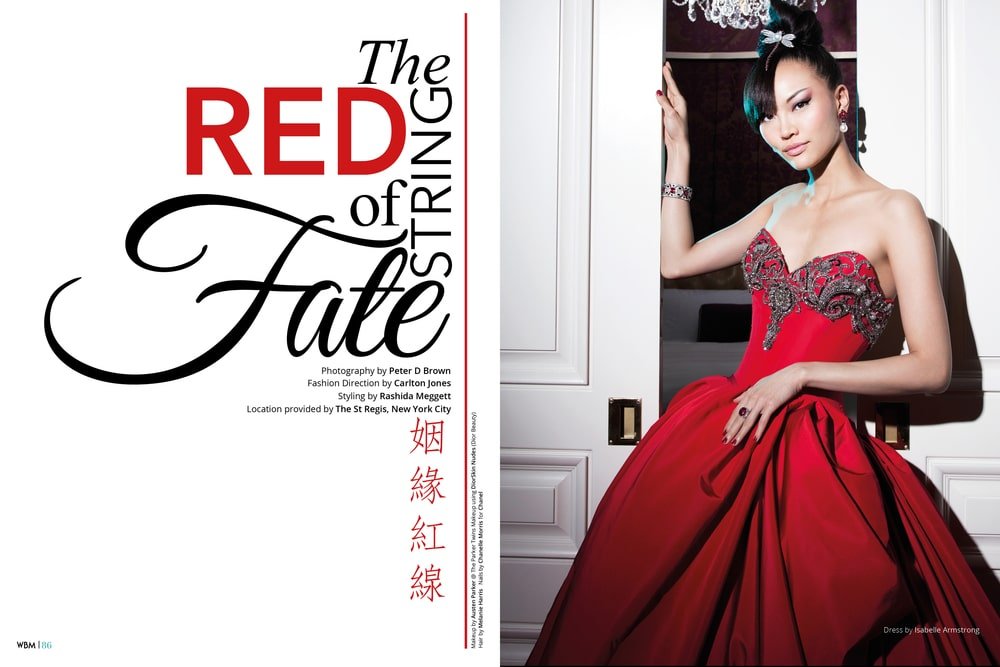 The
RED
STRING
of
Fate
Photography by Peter D Brown
Fashion Direction by Carlton Jones
Styling by Rashida Meggett
Location provided by The St Regis, New York City
姻緣紅線
Makeup by Austen Parker @ The Parker Twins Makeup using DiorSkin Nudes (Dior Beauty)
Hair by Melanie Harris Nails by Chanelle Morris for Chanel
WBM | 86
Dress by Isabelle Armstrong